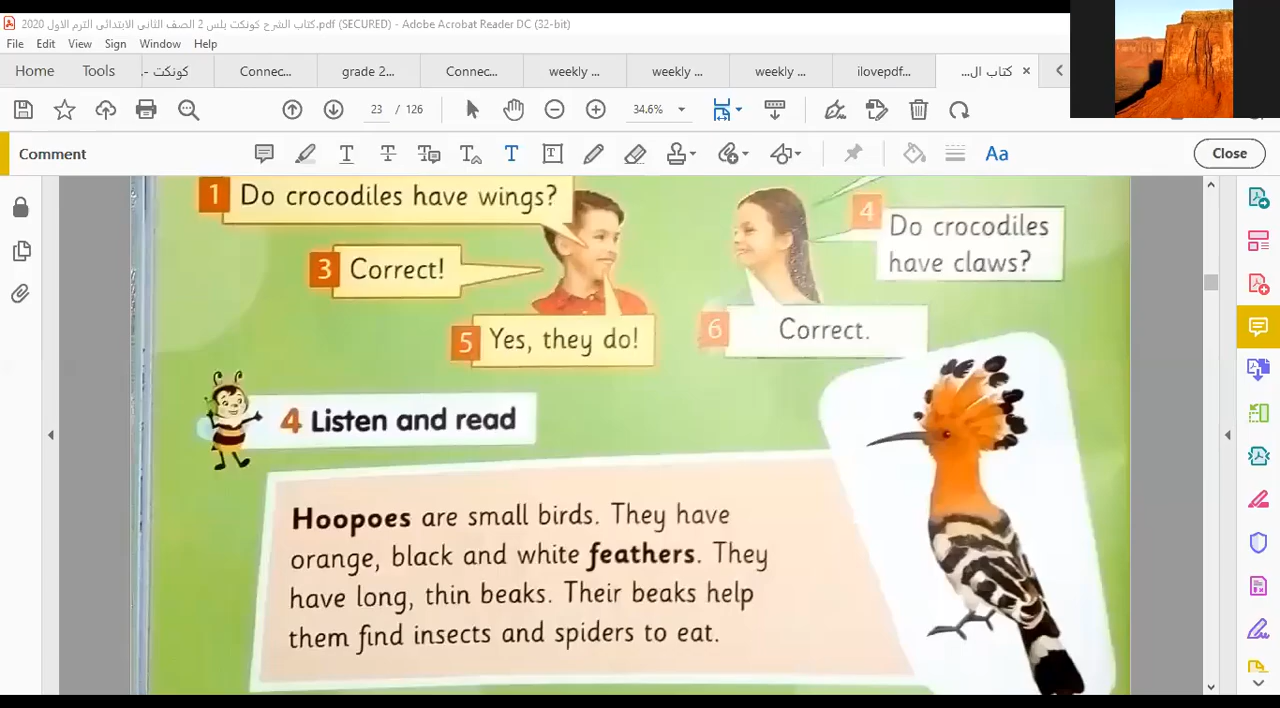 كتاب الشرح كونكت بلس 2 الصف الثانى الابتدائى الترم الاول 2020.pdf (SECURED) - Adobe Acrobat Reader DC (32-bit)
File Edit View Sign Window Help
Home Tools كونكت -.. Connec... grade 2... Connec... weekly ... weekly ... weekly ... ilovepdf... كتاب ال...
23 / 126 34.6%
Comment Close
1 Do crocodiles have wings?
3 Correct!
4 Do crocodiles
have claws?
5 Yes, they do!
6 Correct.
4 Listen and read
Hoopoes are small birds. They have
orange, black and white feathers. They
have long, thin beaks. Their beaks help
them find insects and spiders to eat.